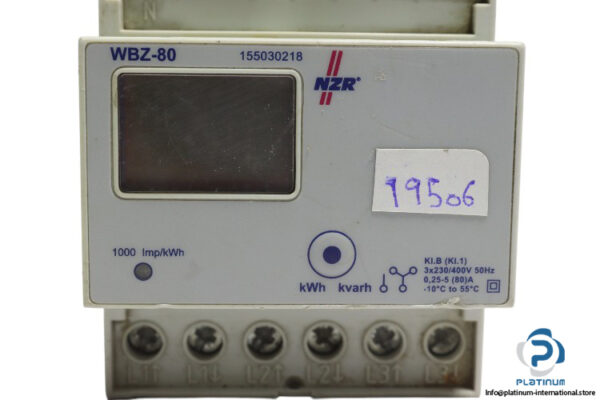 NZR
WBZ-80
155030218
NZR®
19506
1000 Imp/kWh
kWh kvarh
Kl.B (Kl.1)
3x230/400V 50Hz
0,25-5 (80)A
-10°C to 55°C
L1↑ L1↓ L2↑ L2↓ L3↑ L3↓
PLATINUM
Info@platinum-international.store